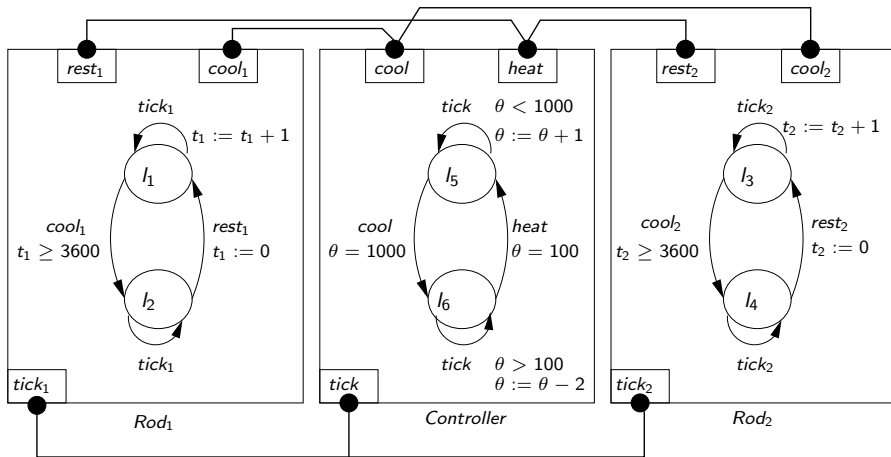 rest₁ cool₁ cool heat rest₂ cool₂
tick₁ tick θ < 1000 tick₂
t₁ := t₁ + 1 θ := θ + 1 t₂ := t₂ + 1
l₁ l₅ l₃
cool₁ rest₁ cool heat cool₂ rest₂
t₁ ≥ 3600 t₁ := 0 θ = 1000 θ = 100 t₂ ≥ 3600 t₂ := 0
l₂ l₆ l₄
tick₁ tick θ > 100 tick₂
tick₁ tick θ := θ − 2 tick₂
Rod₁ Controller Rod₂